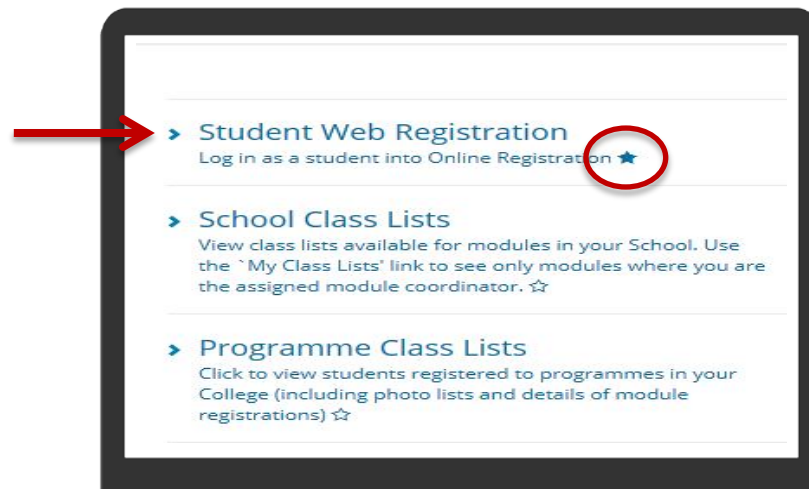 Student Web Registration
Log in as a student into Online Registration
School Class Lists
View class lists available for modules in your School. Use
the `My Class Lists' link to see only modules where you are
the assigned module coordinator.
Programme Class Lists
Click to view students registered to programmes in your
College (including photo lists and details of module
registrations)